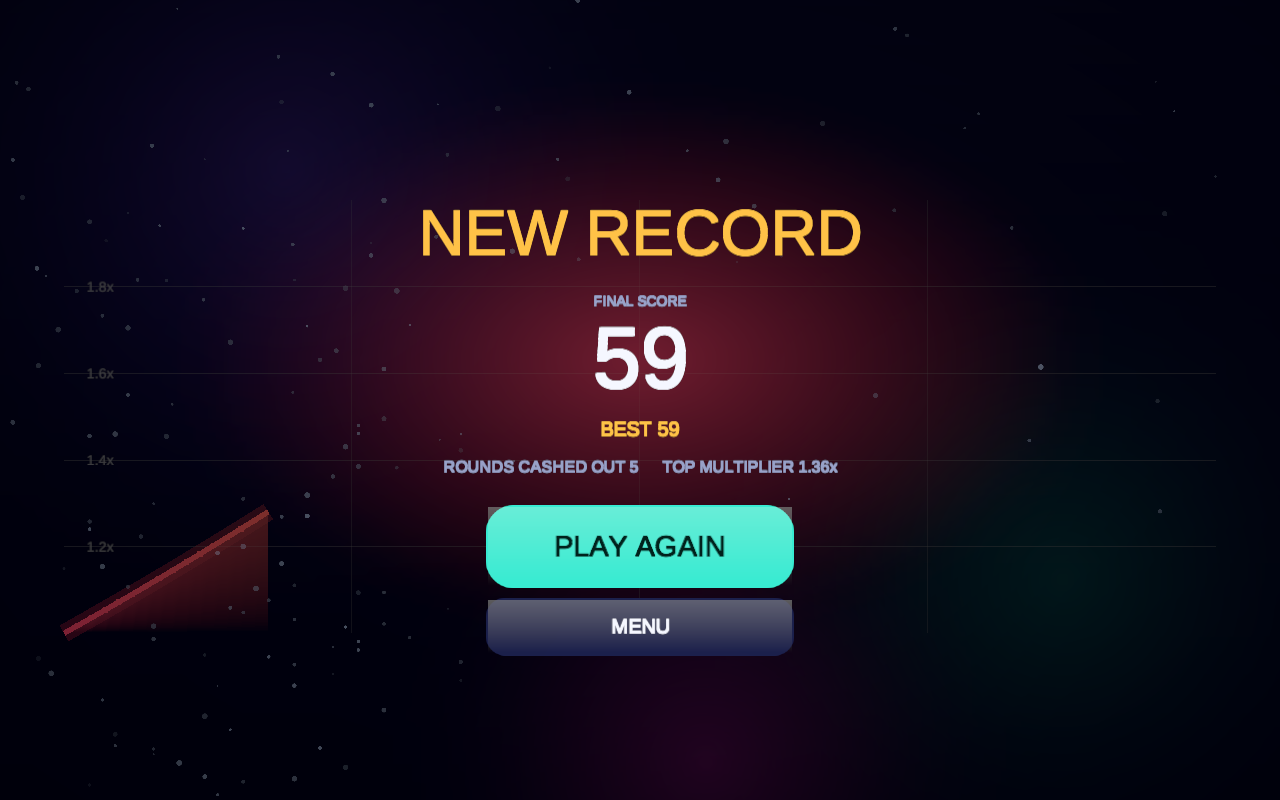 NEW RECORD
1.8x
FINAL SCORE
59
1.6x
BEST 59
1.4x
ROUNDS CASHED OUT 5 TOP MULTIPLIER 1.36x
PLAY AGAIN
1.2x
MENU